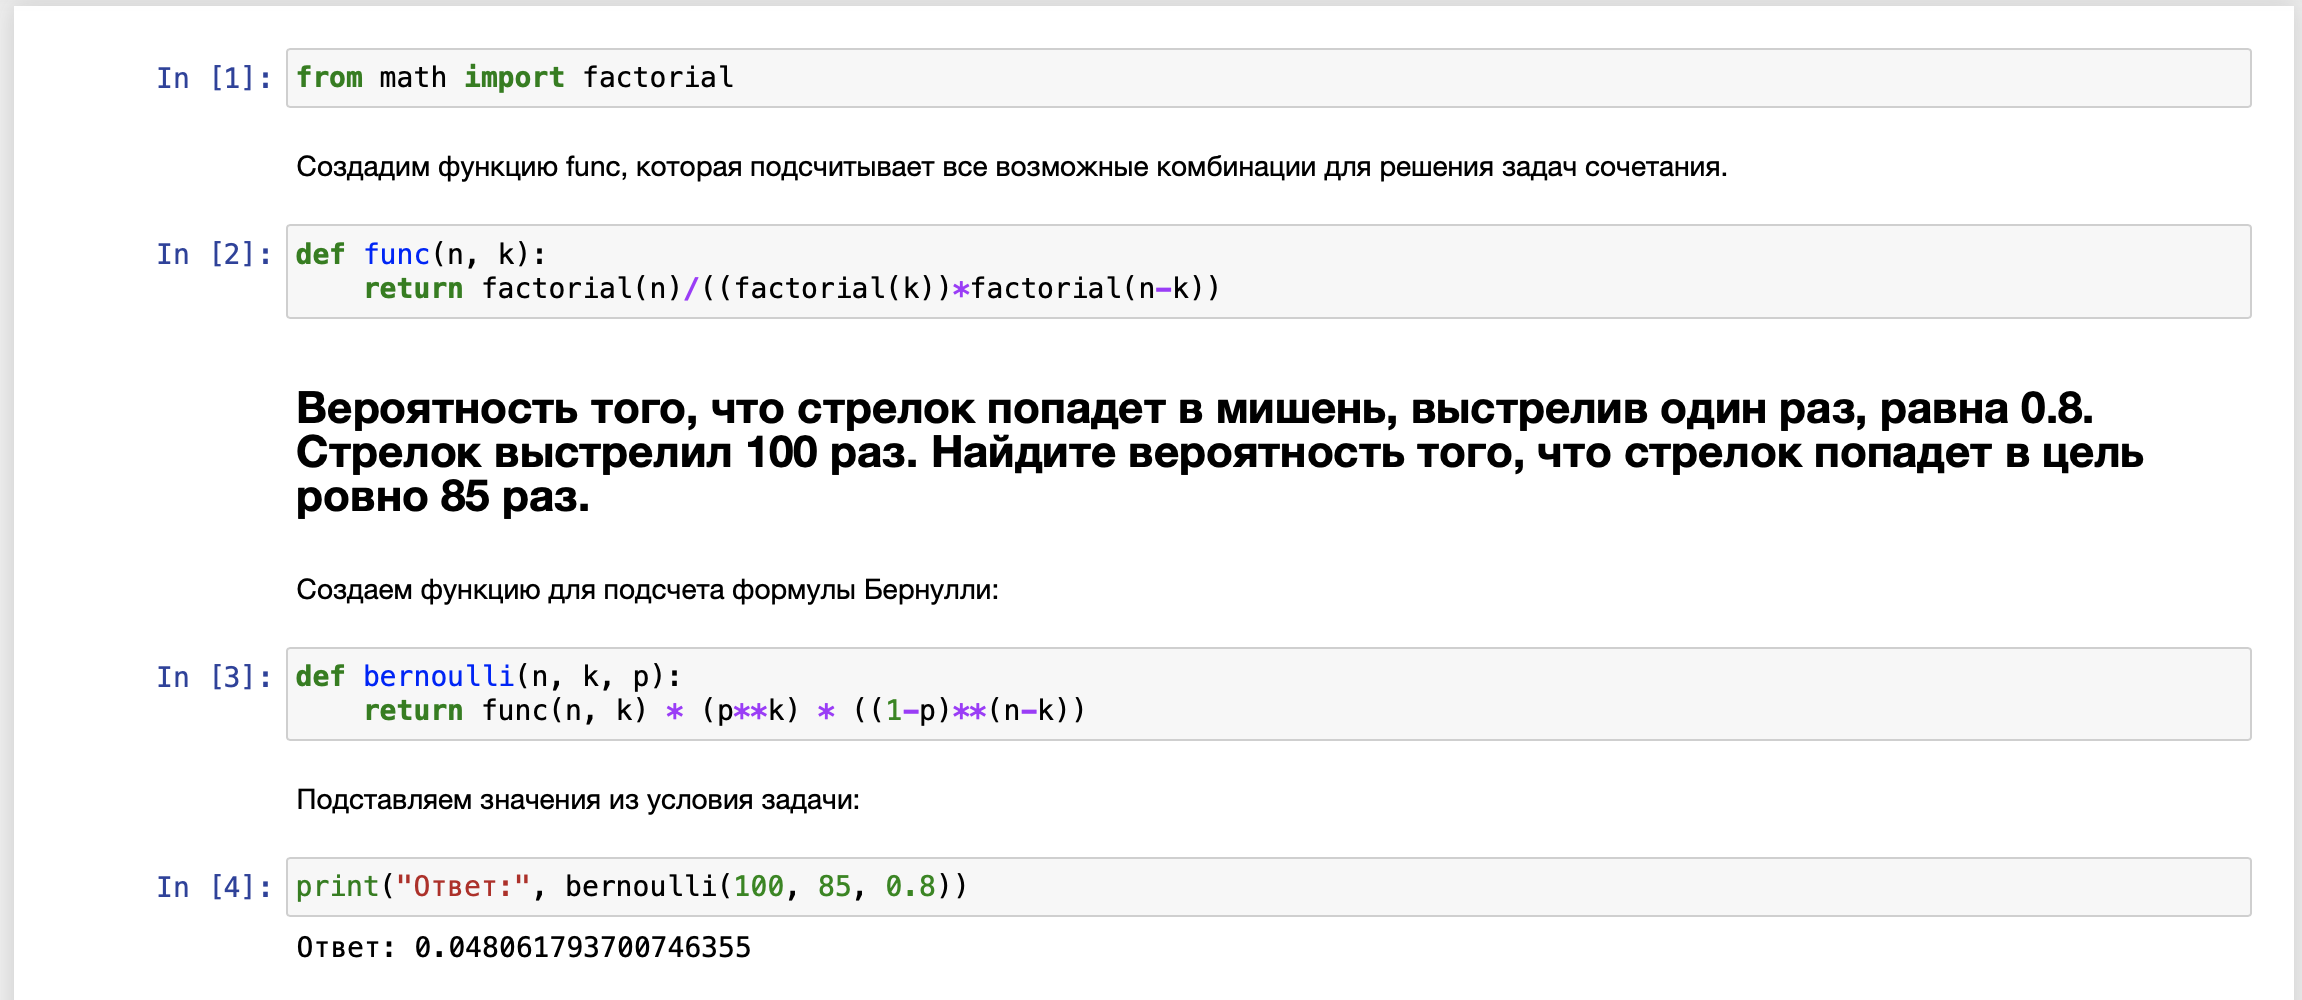 In [1]: from math import factorial
Создадим функцию func, которая подсчитывает все возможные комбинации для решения задач сочетания.
In [2]: def func(n, k):
    return factorial(n)/((factorial(k))*factorial(n-k))
Вероятность того, что стрелок попадет в мишень, выстрелив один раз, равна 0.8.
Стрелок выстрелил 100 раз. Найдите вероятность того, что стрелок попадет в цель
ровно 85 раз.
Создаем функцию для подсчета формулы Бернулли:
In [3]: def bernoulli(n, k, p):
    return func(n, k) * (p**k) * ((1-p)**(n-k))
Подставляем значения из условия задачи:
In [4]: print("Ответ:", bernoulli(100, 85, 0.8))
Ответ: 0.048061793700746355